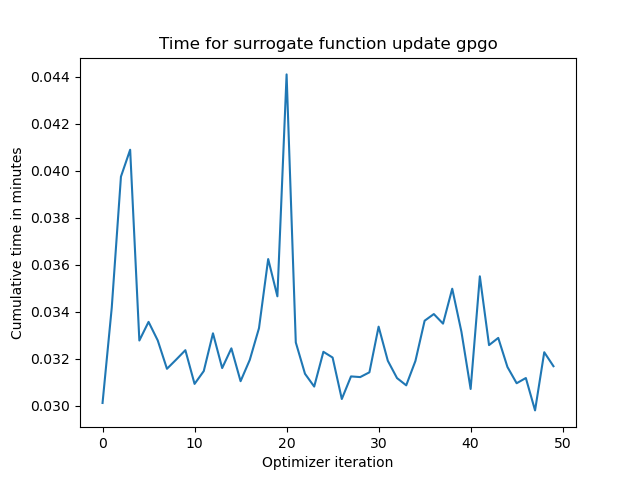 Time for surrogate function update gpgo
0.044
0.042
0.040
0.038
0.036
0.034
0.032
0.030
Cumulative time in minutes
0 10 20 30 40 50
Optimizer iteration